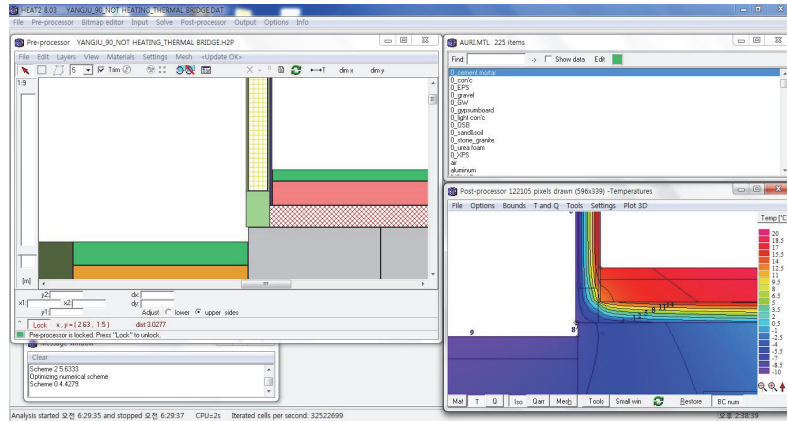 HEAT2 8.03 YANGJU_90_NOT HEATING_THERMAL BRIDGE.DAT
File Pre-processor Bitmap editor Input Solve Post-processor Output Options Info
Pre-processor YANGJU_90_NOT HEATING_THERMAL BRIDGE.H2P
File Edit Layers View Materials Settings Mesh <Update OK>
5 Trim T dim x dim y
1:9
[m]
y2: dx:
x1: x2: dy:
y1: Adjust lower upper sides
Lock x , y = ( 2.63 , 1.5 ) dist 3.0277
Pre-processor is locked. Press "Lock" to unlock.
Message window
Clear
Scheme 2 5.6333
Optimizing numerical scheme
Scheme 0 4.4279
AURI.MTL 225 items
Find -> Show data Edit
0_cement mortar
0_con'c
0_EPS
0_gravel
0_GW
0_gypsumboard
0_light con'c
0_OSB
0_sand&soil
0_stone_granite
0_urea foam
0_XPS
air
aluminum
Post-processor 122105 pixels drawn (596x339) -Temperatures
File Options Bounds T and Q Tools Settings Plot 3D
Temp [°C
20
18.5
17
15.5
14
12.5
11
9.5
8
6.5
5
3.5
2
0.5
-1
-2.5
-4
-5.5
-7
-8.5
-10
9
8
Mat T Q Iso Qarr Mesh Tools Small win Restore BC num
Analysis started 오전 6:29:35 and stopped 오전 6:29:37 CPU=2s Iterated cells per second: 32522699
오후 2:38:39